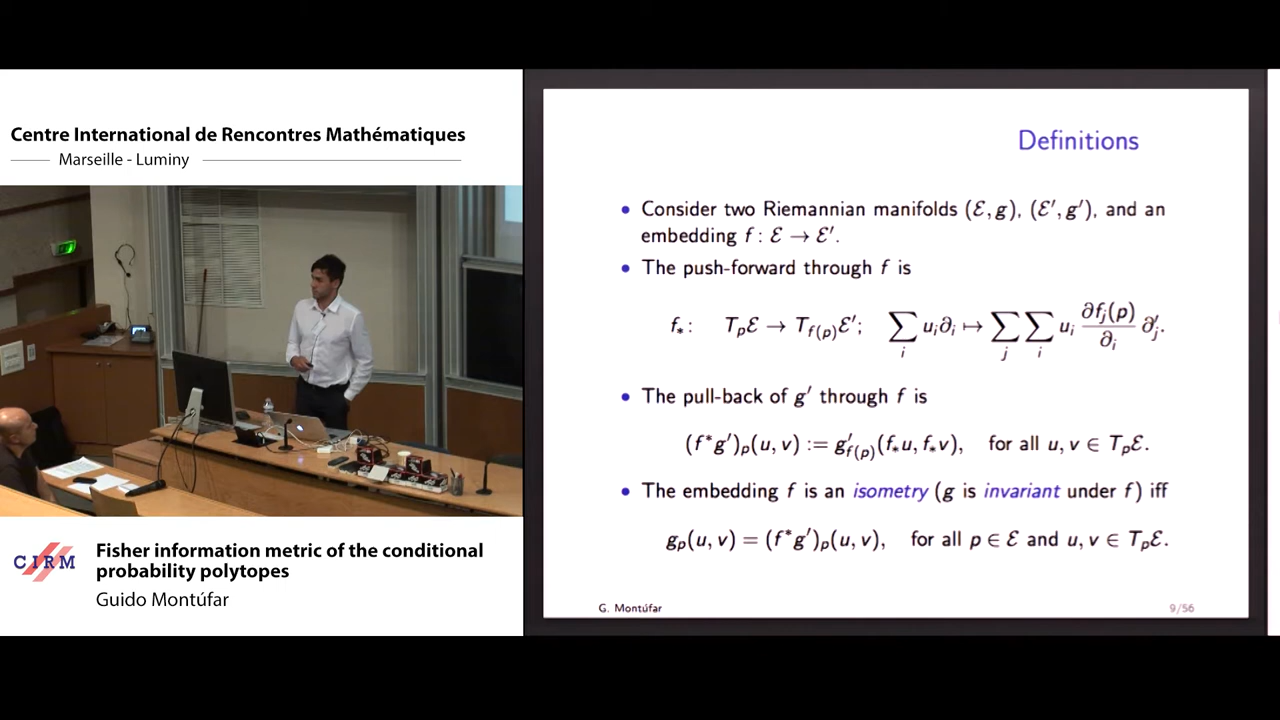 Centre International de Rencontres Mathématiques
Marseille - Luminy
CIRM
Fisher information metric of the conditional
probability polytopes
Guido Montúfar
Definitions
• Consider two Riemannian manifolds (ℰ, g), (ℰ′, g′), and an
embedding f : ℰ → ℰ′.
• The push-forward through f is
f_* : T_pℰ → T_{f(p)}ℰ′; ∑_i u_i∂_i ↦ ∑_j ∑_i u_i ∂f_j(p)/∂_i ∂′_j.
• The pull-back of g′ through f is
(f^*g′)_p(u, v) := g′_{f(p)}(f_*u, f_*v), for all u, v ∈ T_pℰ.
• The embedding f is an isometry (g is invariant under f) iff
g_p(u, v) = (f^*g′)_p(u, v), for all p ∈ ℰ and u, v ∈ T_pℰ.
G. Montúfar
9/56